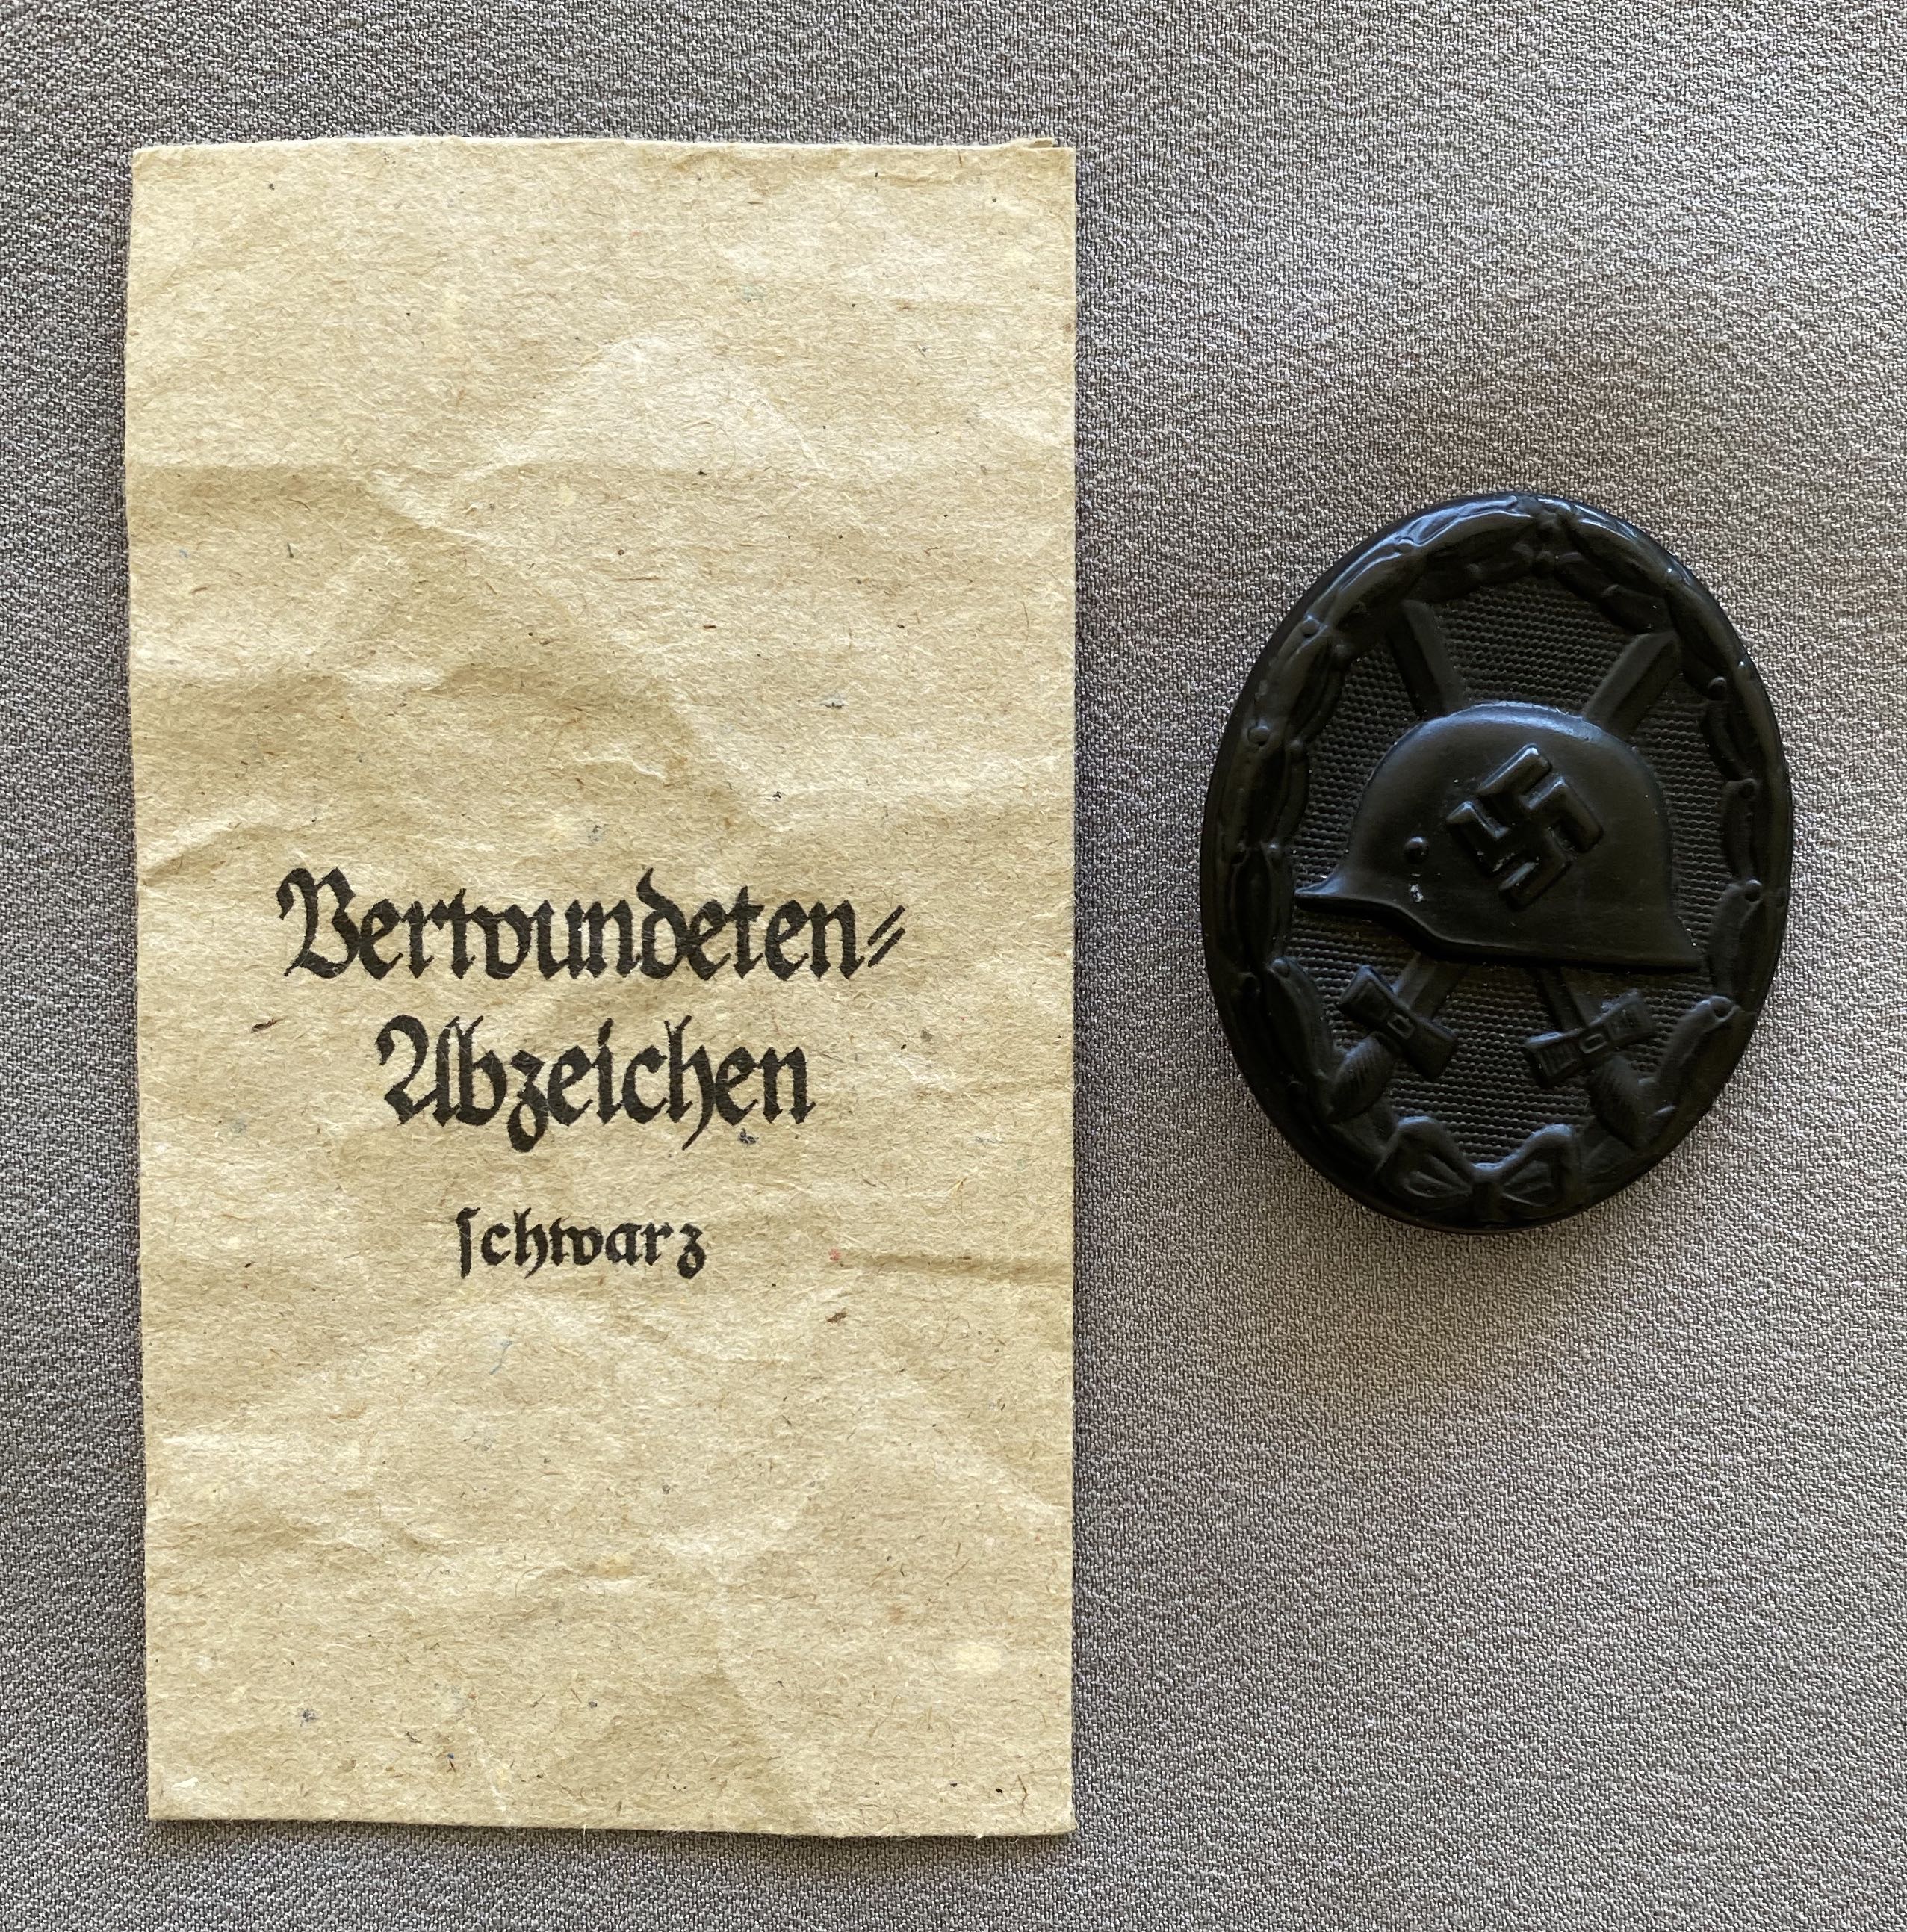 Verwundeten⸗
Abzeichen
ſchwarz